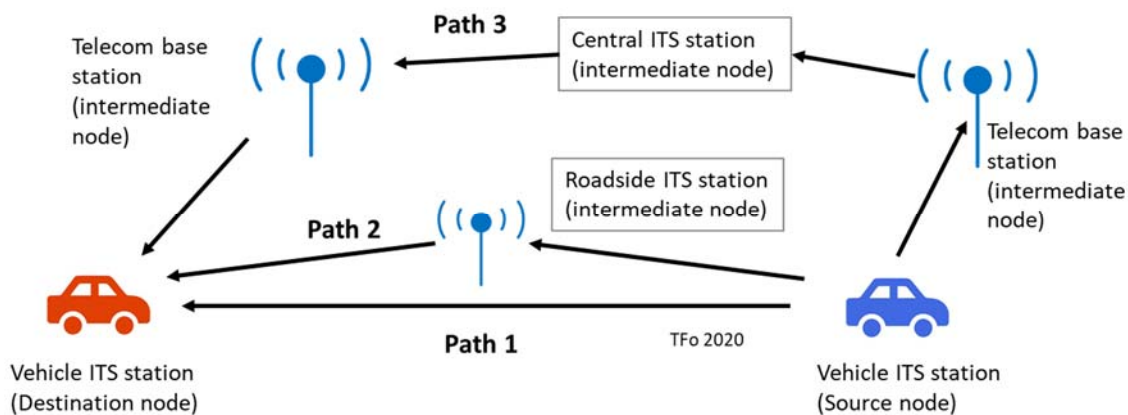 Path 3
Telecom base
station
(intermediate
node)
Central ITS station
(intermediate node)
Telecom base
station
(intermediate
node)
Roadside ITS station
(intermediate node)
Path 2
Path 1
TFo 2020
Vehicle ITS station
(Destination node)
Vehicle ITS station
(Source node)